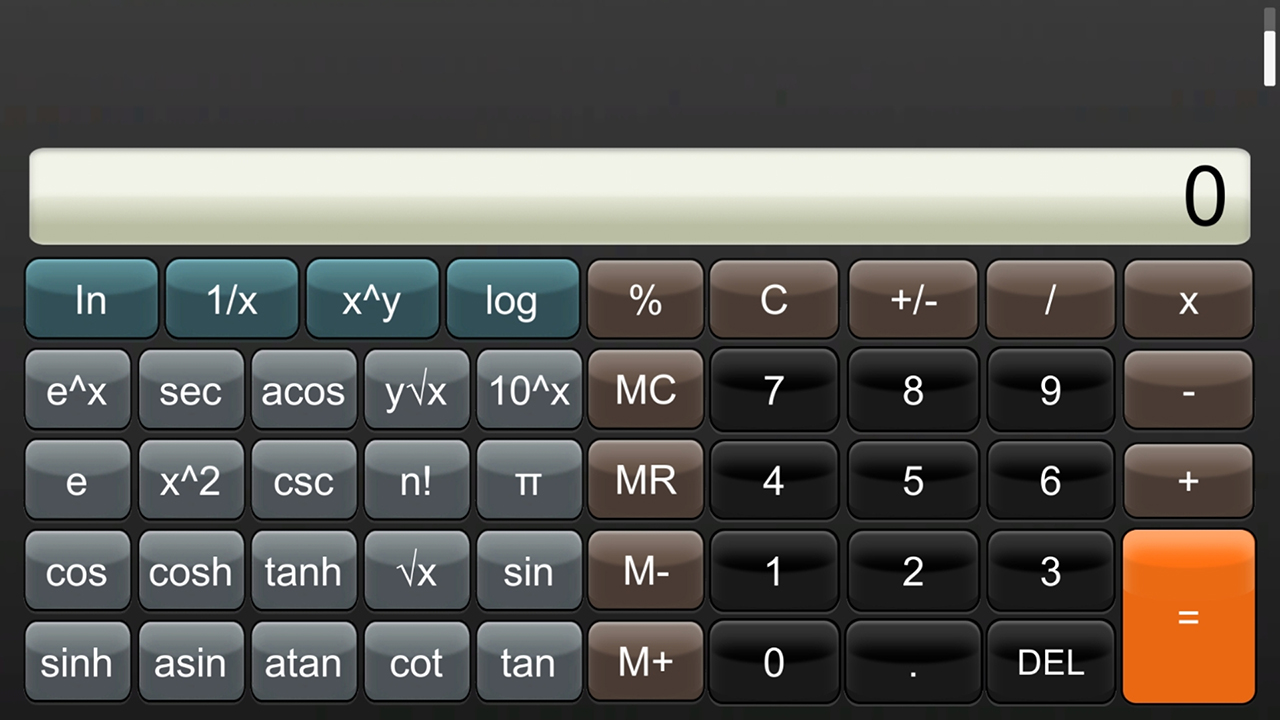 0
ln 1/x x^y log % C +/- / x
e^x sec acos y√x 10^x MC 7 8 9 -
e x^2 csc n! π MR 4 5 6 +
cos cosh tanh √x sin M- 1 2 3 =
sinh asin atan cot tan M+ 0 . DEL